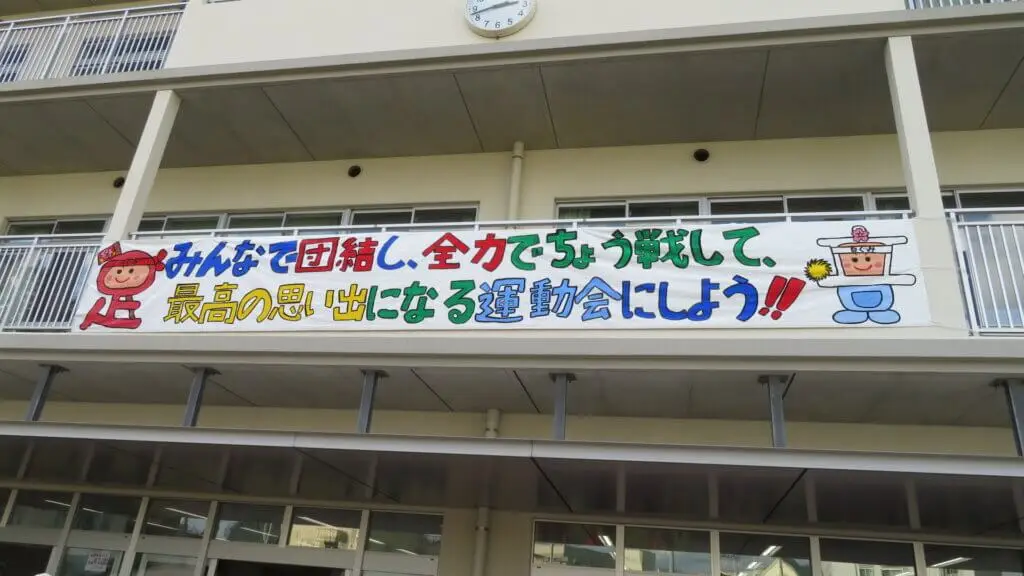 みんなで団結し、全力でちょう戦して、
最高の思い出になる運動会にしよう!!